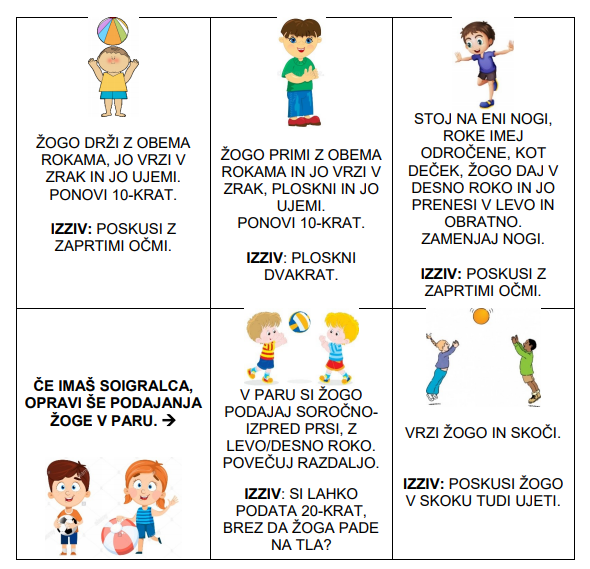 ŽOGO DRŽI Z OBEMA
ROKAMA, JO VRZI V
ZRAK IN JO UJEMI.
PONOVI 10-KRAT.
IZZIV: POSKUSI Z
ZAPRTIMI OČMI.
ŽOGO PRIMI Z OBEMA
ROKAMA IN JO VRZI V
ZRAK, PLOSKNI IN JO
UJEMI.
PONOVI 10-KRAT.
IZZIV: PLOSKNI
DVAKRAT.
STOJ NA ENI NOGI,
ROKE IMEJ
ODROČENE, KOT
DEČEK, ŽOGO DAJ V
DESNO ROKO IN JO
PRENESI V LEVO IN
OBRATNO.
ZAMENJAJ NOGI.
IZZIV: POSKUSI Z
ZAPRTIMI OČMI.
ČE IMAŠ SOIGRALCA,
OPRAVI ŠE PODAJANJA
ŽOGE V PARU. →
V PARU SI ŽOGO
PODAJAJ SOROČNO-
IZPRED PRSI, Z
LEVO/DESNO ROKO.
POVEČUJ RAZDALJO.
IZZIV: SI LAHKO
PODATA 20-KRAT,
BREZ DA ŽOGA PADE
NA TLA?
VRZI ŽOGO IN SKOČI.
IZZIV: POSKUSI ŽOGO
V SKOKU TUDI UJETI.